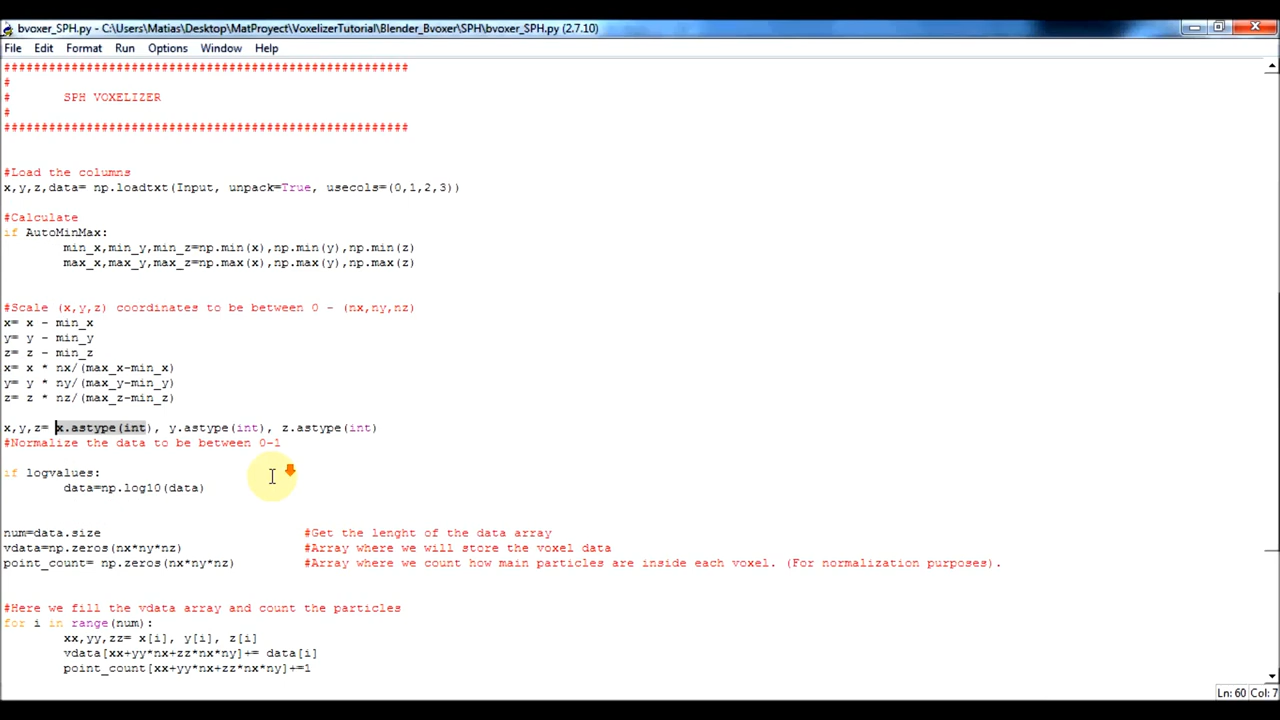 bvoxer_SPH.py - C:\Users\Matias\Desktop\MatProyect\VoxelizerTutorial\Blender_Bvoxer\SPH\bvoxer_SPH.py (2.7.10)
File Edit Format Run Options Window Help
######################################################
#
#       SPH VOXELIZER
#
######################################################
#Load the columns
x,y,z,data= np.loadtxt(Input, unpack=True, usecols=(0,1,2,3))
#Calculate
if AutoMinMax:
        min_x,min_y,min_z=np.min(x),np.min(y),np.min(z)
        max_x,max_y,max_z=np.max(x),np.max(y),np.max(z)
#Scale (x,y,z) coordinates to be between 0 - (nx,ny,nz)
x= x - min_x
y= y - min_y
z= z - min_z
x= x * nx/(max_x-min_x)
y= y * ny/(max_y-min_y)
z= z * nz/(max_z-min_z)
x,y,z= x.astype(int), y.astype(int), z.astype(int)
#Normalize the data to be between 0-1
if logvalues:
        data=np.log10(data)
num=data.size                           #Get the lenght of the data array
vdata=np.zeros(nx*ny*nz)                #Array where we will store the voxel data
point_count= np.zeros(nx*ny*nz)         #Array where we count how main particles are inside each voxel. (For normalization purposes).
#Here we fill the vdata array and count the particles
for i in range(num):
        xx,yy,zz= x[i], y[i], z[i]
        vdata[xx+yy*nx+zz*nx*ny]+= data[i]
        point_count[xx+yy*nx+zz*nx*ny]+=1
Ln: 60 Col: 7